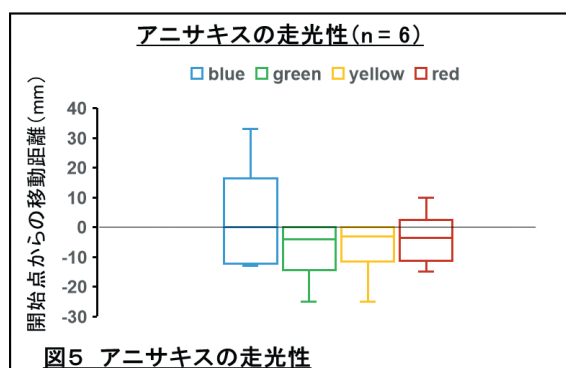 アニサキスの走光性(n = 6)
blue green yellow red
開始点からの移動距離(mm)
40
30
20
10
0
-10
-20
-30
図5 アニサキスの走光性